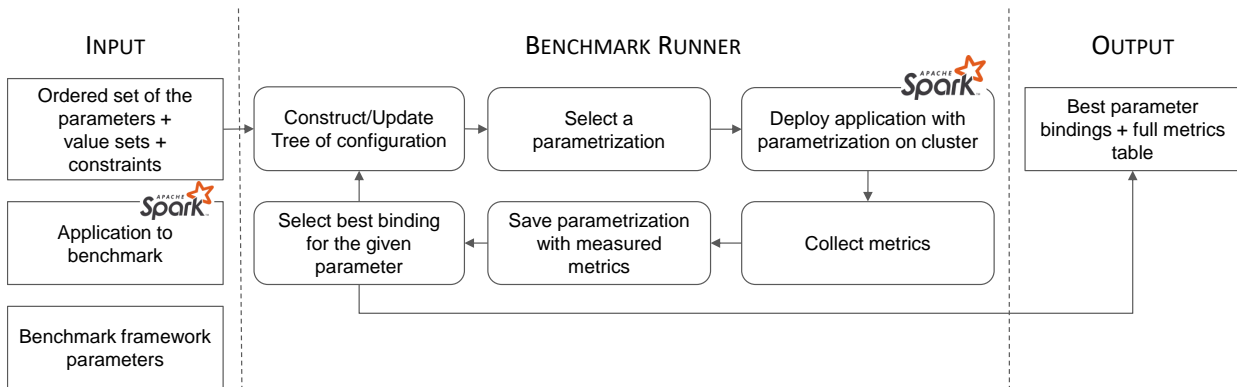 INPUT
Ordered set of the
parameters +
value sets +
constraints
APACHE
Spark™
Application to
benchmark
Benchmark framework
parameters
BENCHMARK RUNNER
Construct/Update
Tree of configuration
Select a
parametrization
APACHE
Spark™
Deploy application with
parametrization on cluster
Select best binding
for the given
parameter
Save parametrization
with measured
metrics
Collect metrics
OUTPUT
Best parameter
bindings + full metrics
table